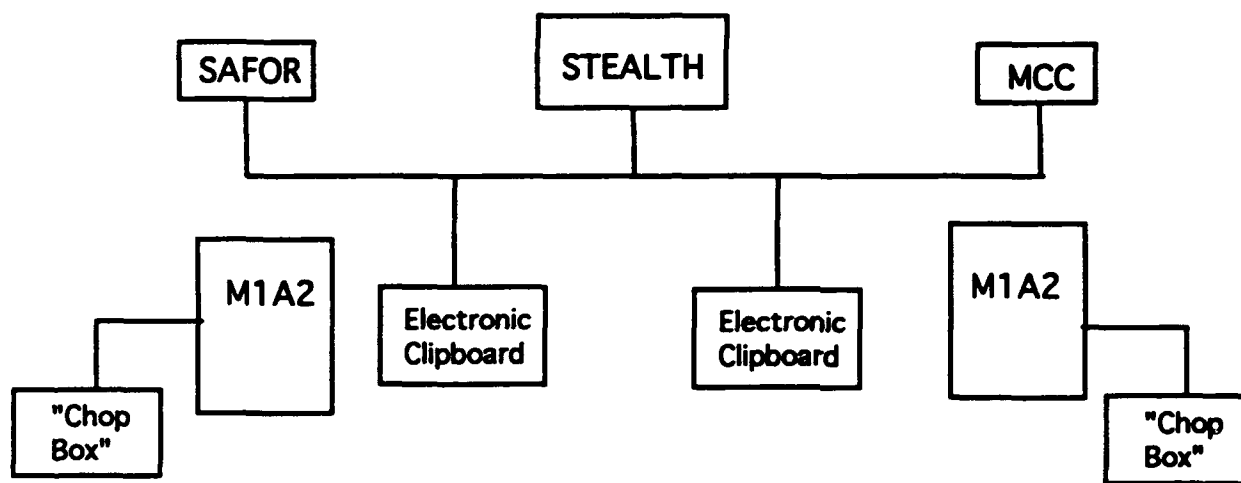 SAFOR
STEALTH
MCC
M1A2
Electronic
Clipboard
Electronic
Clipboard
M1A2
"Chop
Box"
"Chop
Box"